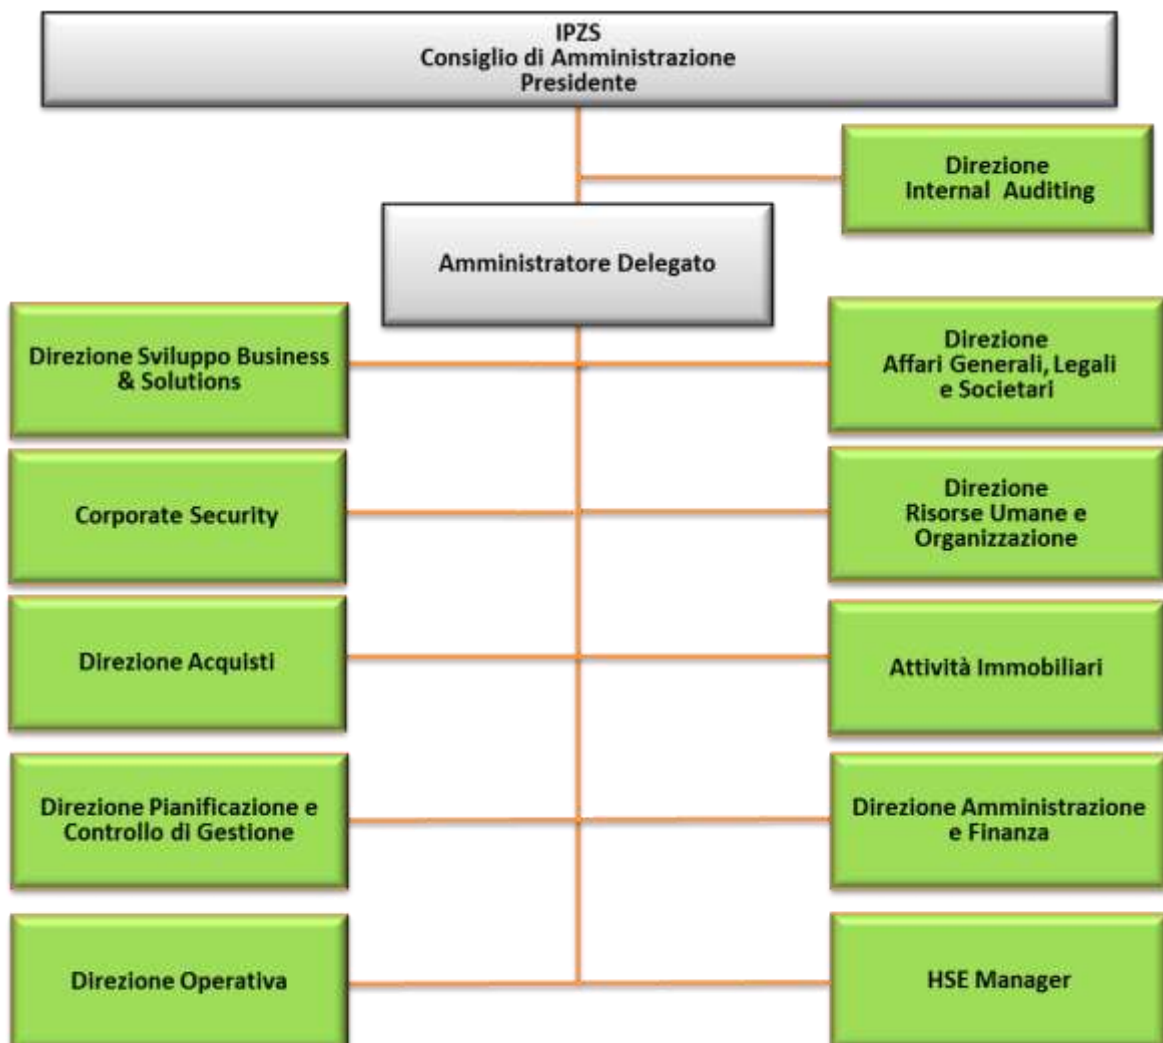 IPZS
Consiglio di Amministrazione
Presidente
Direzione
Internal Auditing
Amministratore Delegato
Direzione Sviluppo Business
& Solutions
Direzione
Affari Generali, Legali
e Societari
Corporate Security
Direzione
Risorse Umane e
Organizzazione
Direzione Acquisti
Attività Immobiliari
Direzione Pianificazione e
Controllo di Gestione
Direzione Amministrazione
e Finanza
Direzione Operativa
HSE Manager